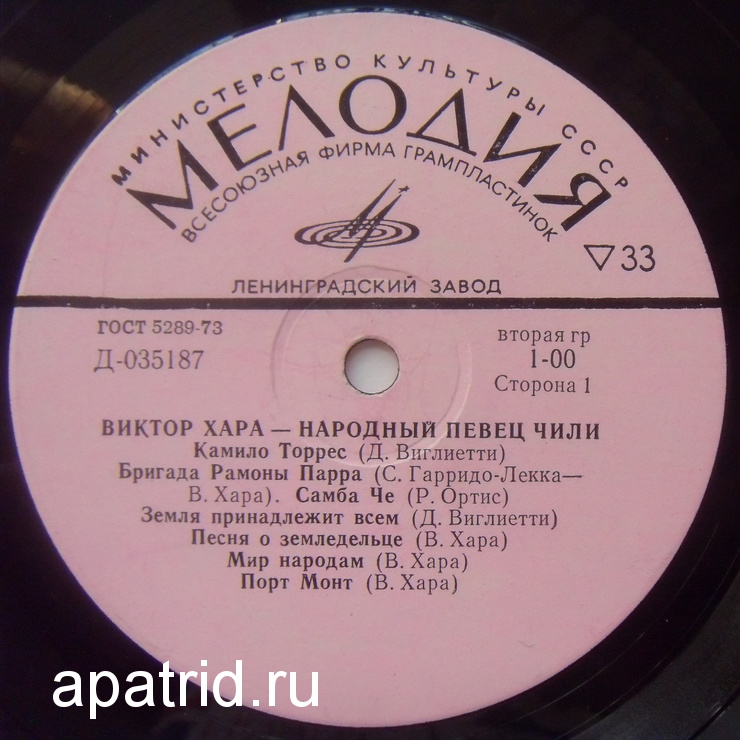 МИНИСТЕРСТВО КУЛЬТУРЫ СССР
МЕЛОДИЯ
ВСЕСОЮЗНАЯ ФИРМА ГРАМПЛАСТИНОК
▽33
ЛЕНИНГРАДСКИЙ ЗАВОД
ГОСТ 5289-73
Д-035187
вторая гр
1-00
Сторона 1
ВИКТОР ХАРА — НАРОДНЫЙ ПЕВЕЦ ЧИЛИ
Камило Торрес (Д. Виглиетти)
Бригада Рамоны Парра (С. Гарридо-Лекка—
В. Хара). Самба Че (Р. Ортис)
Земля принадлежит всем (Д. Виглиетти)
Песня о земледельце (В. Хара)
Мир народам (В. Хара)
Порт Монт (В. Хара)
apatrid.ru